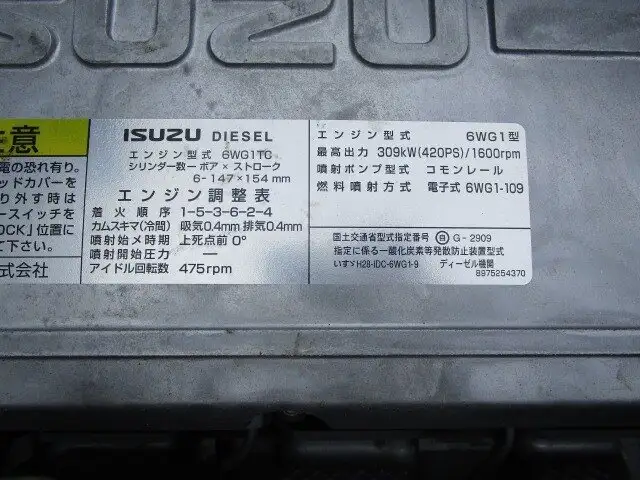 ISUZU
注意
電の恐れ有り。
ッドカバーを
り外す時は
ースイッチを
OCK」位置に
て下さい。
式会社
ISUZU DIESEL
エンジン型式 6WG1TC
シリンダー数ー ボア × ストローク
6-147×154mm
エンジン調整表
着火順序 1-5-3-6-2-4
カムスキマ(冷間) 吸気0.4mm 排気0.4mm
噴射始メ時期 上死点前 0°
噴射開始圧力 ―
アイドル回転数 475rpm
エンジン型式 6WG1型
最高出力 309kW(420PS)/1600rpm
噴射ポンプ型式 コモンレール
燃料噴射方式 電子式 6WG1-109
国土交通省型式指定番号 自 G-2909
指定に係る一酸化炭素等発散防止装置型式
いすゞH28-IDC-6WG1-9 ディーゼル機関
8975254370